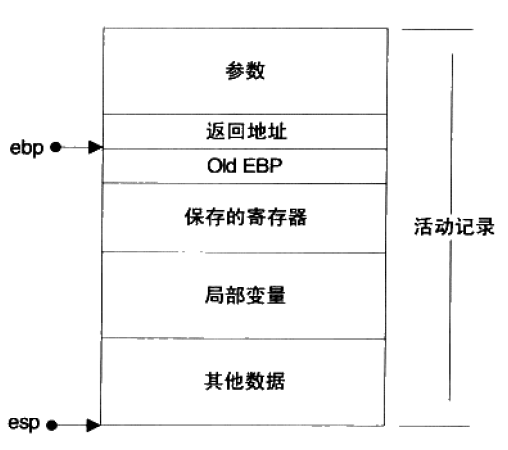 参数
返回地址
ebp
Old EBP
保存的寄存器
活动记录
局部变量
其他数据
esp